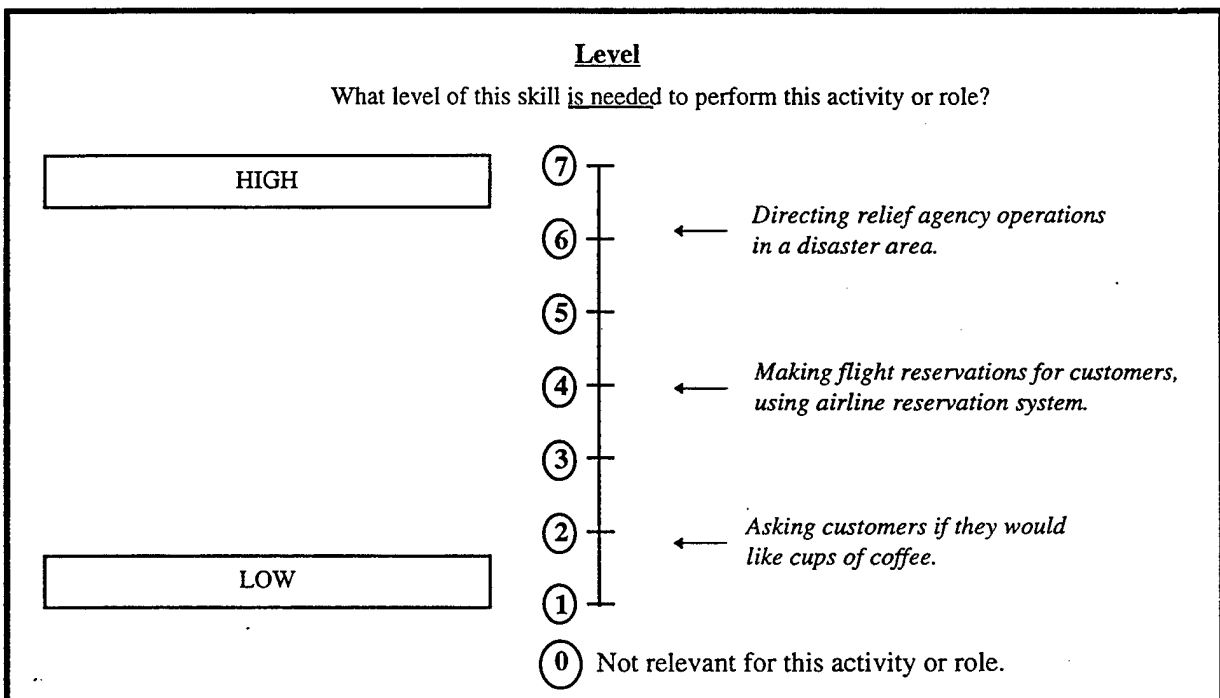 Level
What level of this skill is needed to perform this activity or role?
HIGH
7
6
Directing relief agency operations
in a disaster area.
5
4
Making flight reservations for customers,
using airline reservation system.
3
2
Asking customers if they would
like cups of coffee.
LOW
1
0 Not relevant for this activity or role.